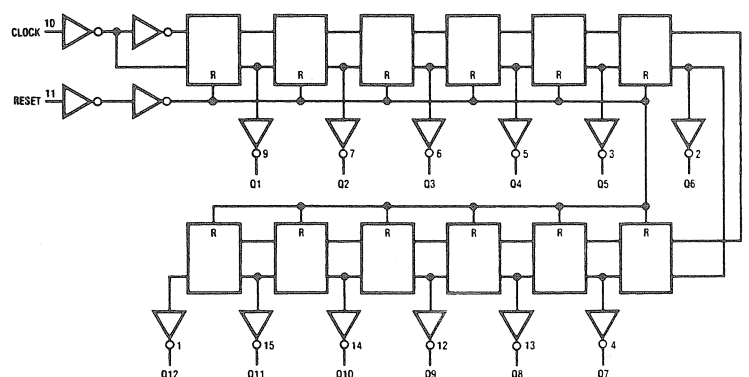 10
CLOCK
R R R R R R
11
RESET
9 7 6 5 3 2
Q1 Q2 Q3 Q4 Q5 Q6
R R R R R R
1 15 14 12 13 4
Q12 Q11 Q10 Q9 Q8 Q7